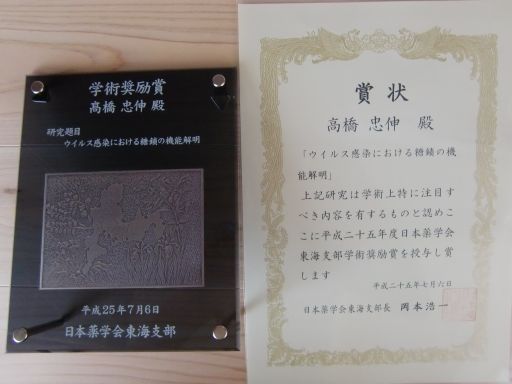 学術奨励賞
高橋 忠伸 殿
研究題目
ウイルス感染における糖鎖の機能解明
平成25年7月6日
日本薬学会東海支部
賞状
高橋 忠伸 殿
「ウイルス感染における糖鎖の機
能解明」
上記研究は学術上特に注目す
べき内容を有するものと認めこ
こに平成二十五年度日本薬学会
東海支部学術奨励賞を授与し賞
します
平成二十五年七月六日
日本薬学会東海支部長 岡本浩一